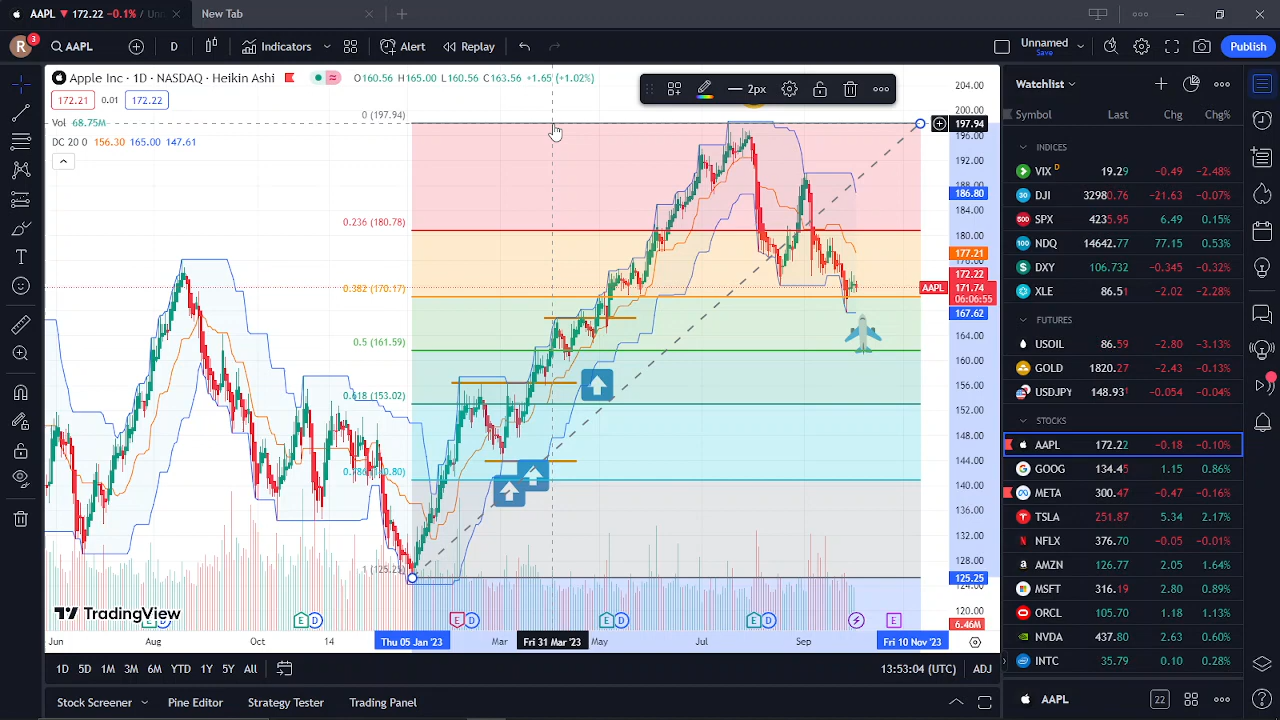 AAPL ▼ 172.22 −0.1% / Un
New Tab
R 3 AAPL D Indicators Alert Replay Unnamed Save Publish
Apple Inc · 1D · NASDAQ · Heikin Ashi O160.56 H165.00 L160.56 C163.56 +1.65 (+1.02%)
172.21 0.01 172.22
Vol 68.75M
DC 20 0 156.30 165.00 147.61
2px
0 (197.94)
0.236 (180.78)
0.382 (170.17)
0.5 (161.59)
0.618 (153.02)
1 (125.25)
204.00
200.00
197.94
196.00
192.00
188.00
186.80
184.00
180.00
177.21
176.00
172.22
AAPL 171.74
06:06:55
167.62
164.00
160.00
156.00
152.00
148.00
144.00
140.00
136.00
132.00
128.00
125.25
120.00
6.46M
TradingView
E D E D E D E D E
Jun Aug Oct 14 Thu 05 Jan '23 Mar Fri 31 Mar '23 May Jul Sep Fri 10 Nov '23
1D 5D 1M 3M 6M YTD 1Y 5Y All 13:53:04 (UTC) ADJ
Stock Screener Pine Editor Strategy Tester Trading Panel
Watchlist
Symbol Last Chg Chg%
INDICES
VIX D 19.29 −0.49 −2.48%
30 DJI 32980.76 −21.63 −0.07%
500 SPX 4235.95 6.49 0.15%
100 NDQ 14642.77 77.15 0.53%
$ DXY 106.732 −0.345 −0.32%
XLE 86.51 −2.02 −2.28%
FUTURES
USOIL 86.59 −2.80 −3.13%
GOLD 1820.27 −2.43 −0.13%
USDJPY 148.931 −0.054 −0.04%
STOCKS
AAPL 172.22 −0.18 −0.10%
GOOG 134.45 1.15 0.86%
META 300.47 −0.47 −0.16%
TSLA 251.87 5.34 2.17%
NFLX 376.70 −0.05 −0.01%
AMZN 126.77 2.05 1.64%
MSFT 316.19 2.80 0.89%
ORCL 105.70 1.18 1.13%
NVDA 437.80 2.63 0.60%
INTC 35.79 0.10 0.28%
AAPL 22